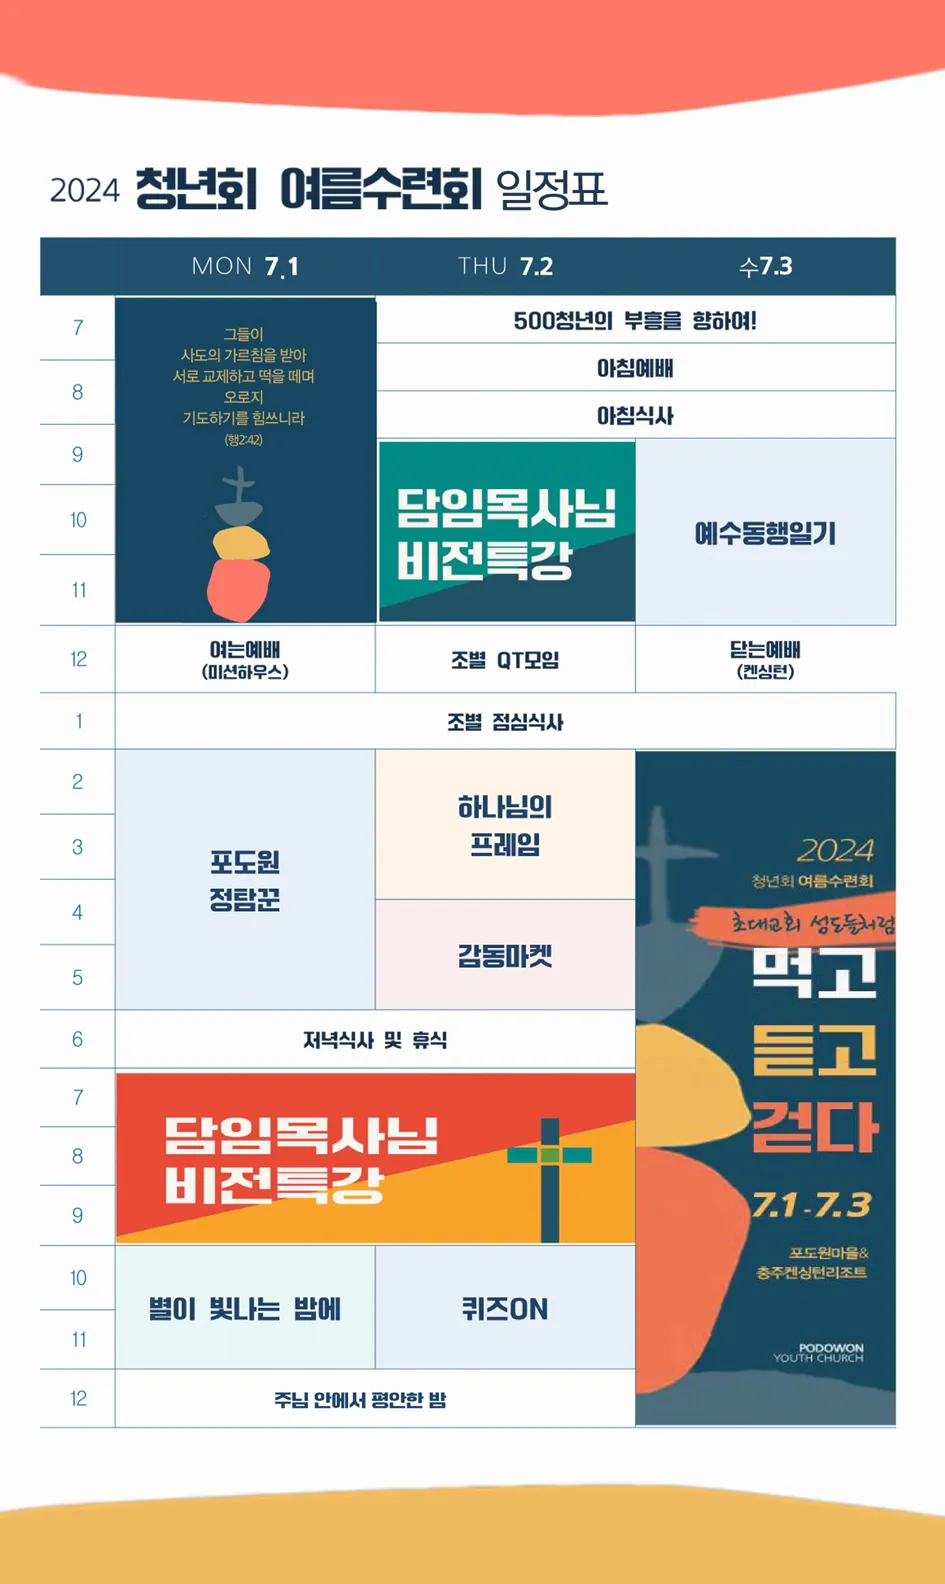 2024 청년회 여름수련회 일정표
MON 7.1 THU 7.2 수7.3
7
8
9
10
11
12
1
2
3
4
5
6
7
8
9
10
11
12
그들이
사도의 가르침을 받아
서로 교제하고 떡을 떼며
오로지
기도하기를 힘쓰니라
(행2:42)
500청년의 부흥을 향하여!
아침예배
아침식사
담임목사님
비전특강
예수동행일기
여는예배
(미션하우스)
조별 QT모임
닫는예배
(켄싱턴)
조별 점심식사
포도원
정탐꾼
하나님의
프레임
감동마켓
저녁식사 및 휴식
담임목사님
비전특강
별이 빛나는 밤에
퀴즈ON
주님 안에서 평안한 밤
2024
청년회 여름수련회
초대교회 성도들처럼
먹고
듣고
걷다
7.1-7.3
포도원마을&
충주켄싱턴리조트
PODOWON
YOUTH CHURCH